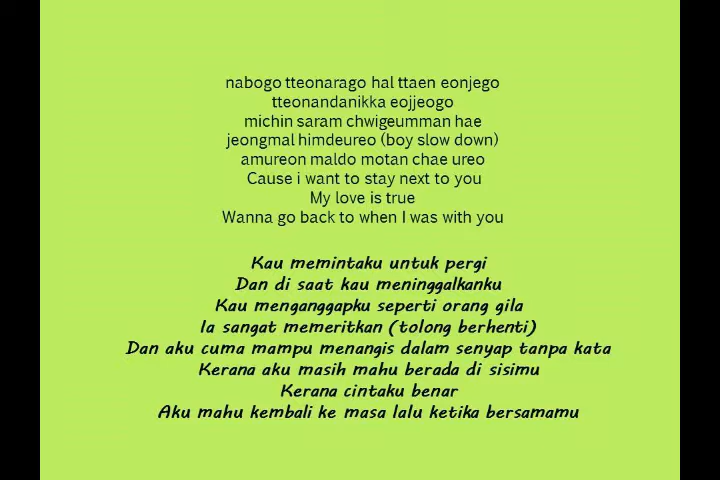 nabogo tteonarago hal ttaen eonjego
tteonandanikka eojjeogo
michin saram chwigeumman hae
jeongmal himdeureo (boy slow down)
amureon maldo motan chae ureo
Cause i want to stay next to you
My love is true
Wanna go back to when I was with you
Kau memintaku untuk pergi
Dan di saat kau meninggalkanku
Kau menganggapku seperti orang gila
Ia sangat memeritkan (tolong berhenti)
Dan aku cuma mampu menangis dalam senyap tanpa kata
Kerana aku masih mahu berada di sisimu
Kerana cintaku benar
Aku mahu kembali ke masa lalu ketika bersamamu